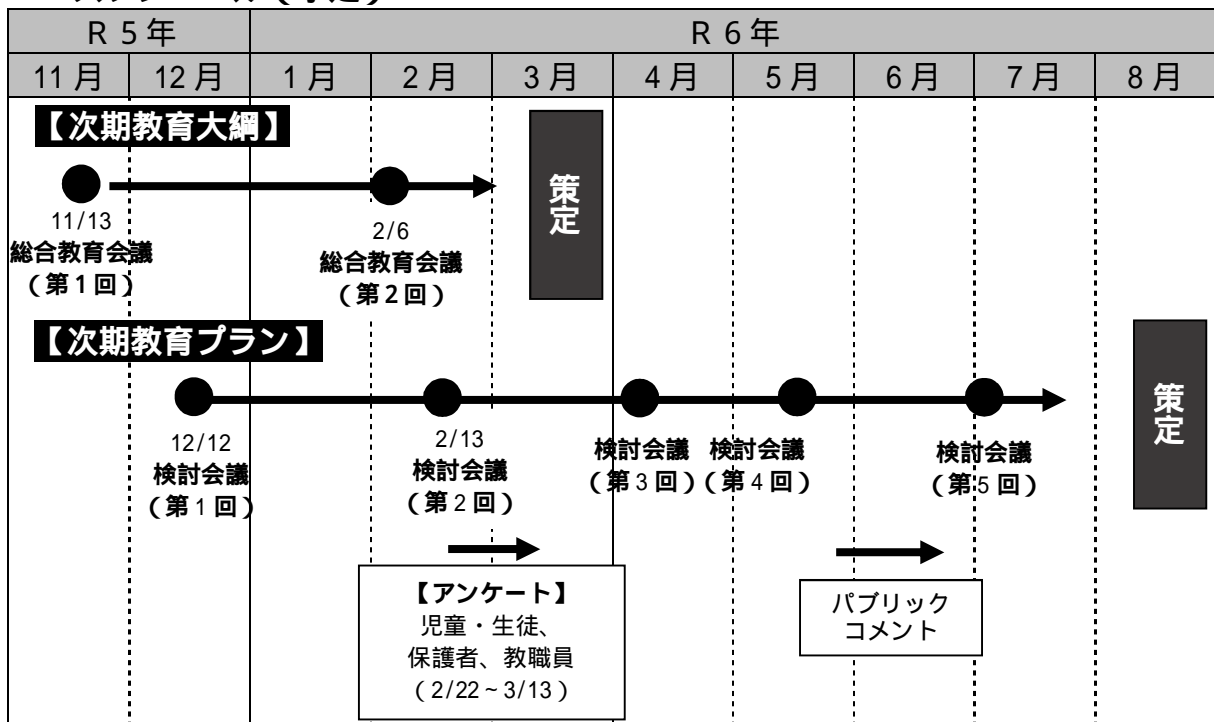 R5年 R6年
11月 12月 1月 2月 3月 4月 5月 6月 7月 8月
【次期教育大綱】
11/13
総合教育会議
（第1回）
2/6
総合教育会議
（第2回）
策定
【次期教育プラン】
12/12
検討会議
（第1回）
2/13
検討会議
（第2回）
検討会議
（第3回）
検討会議
（第4回）
検討会議
（第5回）
策定
【アンケート】
児童・生徒、
保護者、教職員
（2/22~3/13）
パブリック
コメント